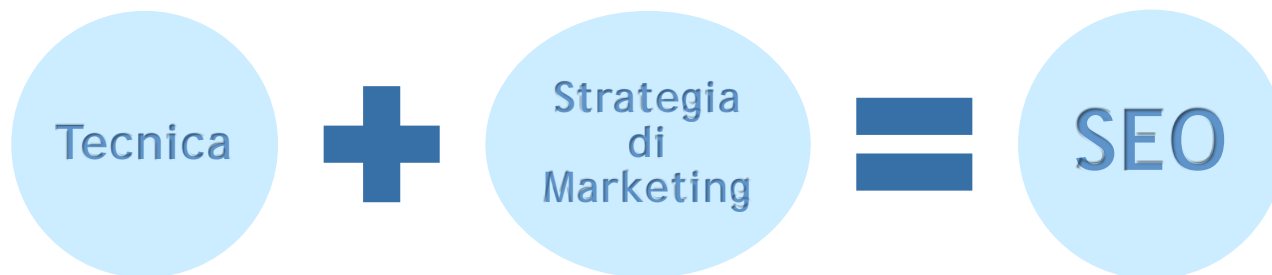 Tecnica
Strategia
di
Marketing
SEO